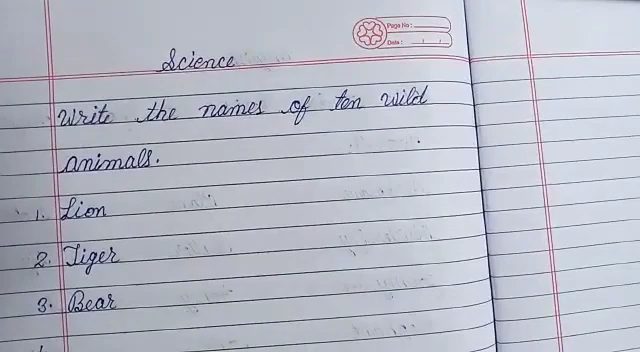 Page No :
Date :
Science
Write the names of ten wild
animals.
1. Lion
2. Tiger
3. Bear